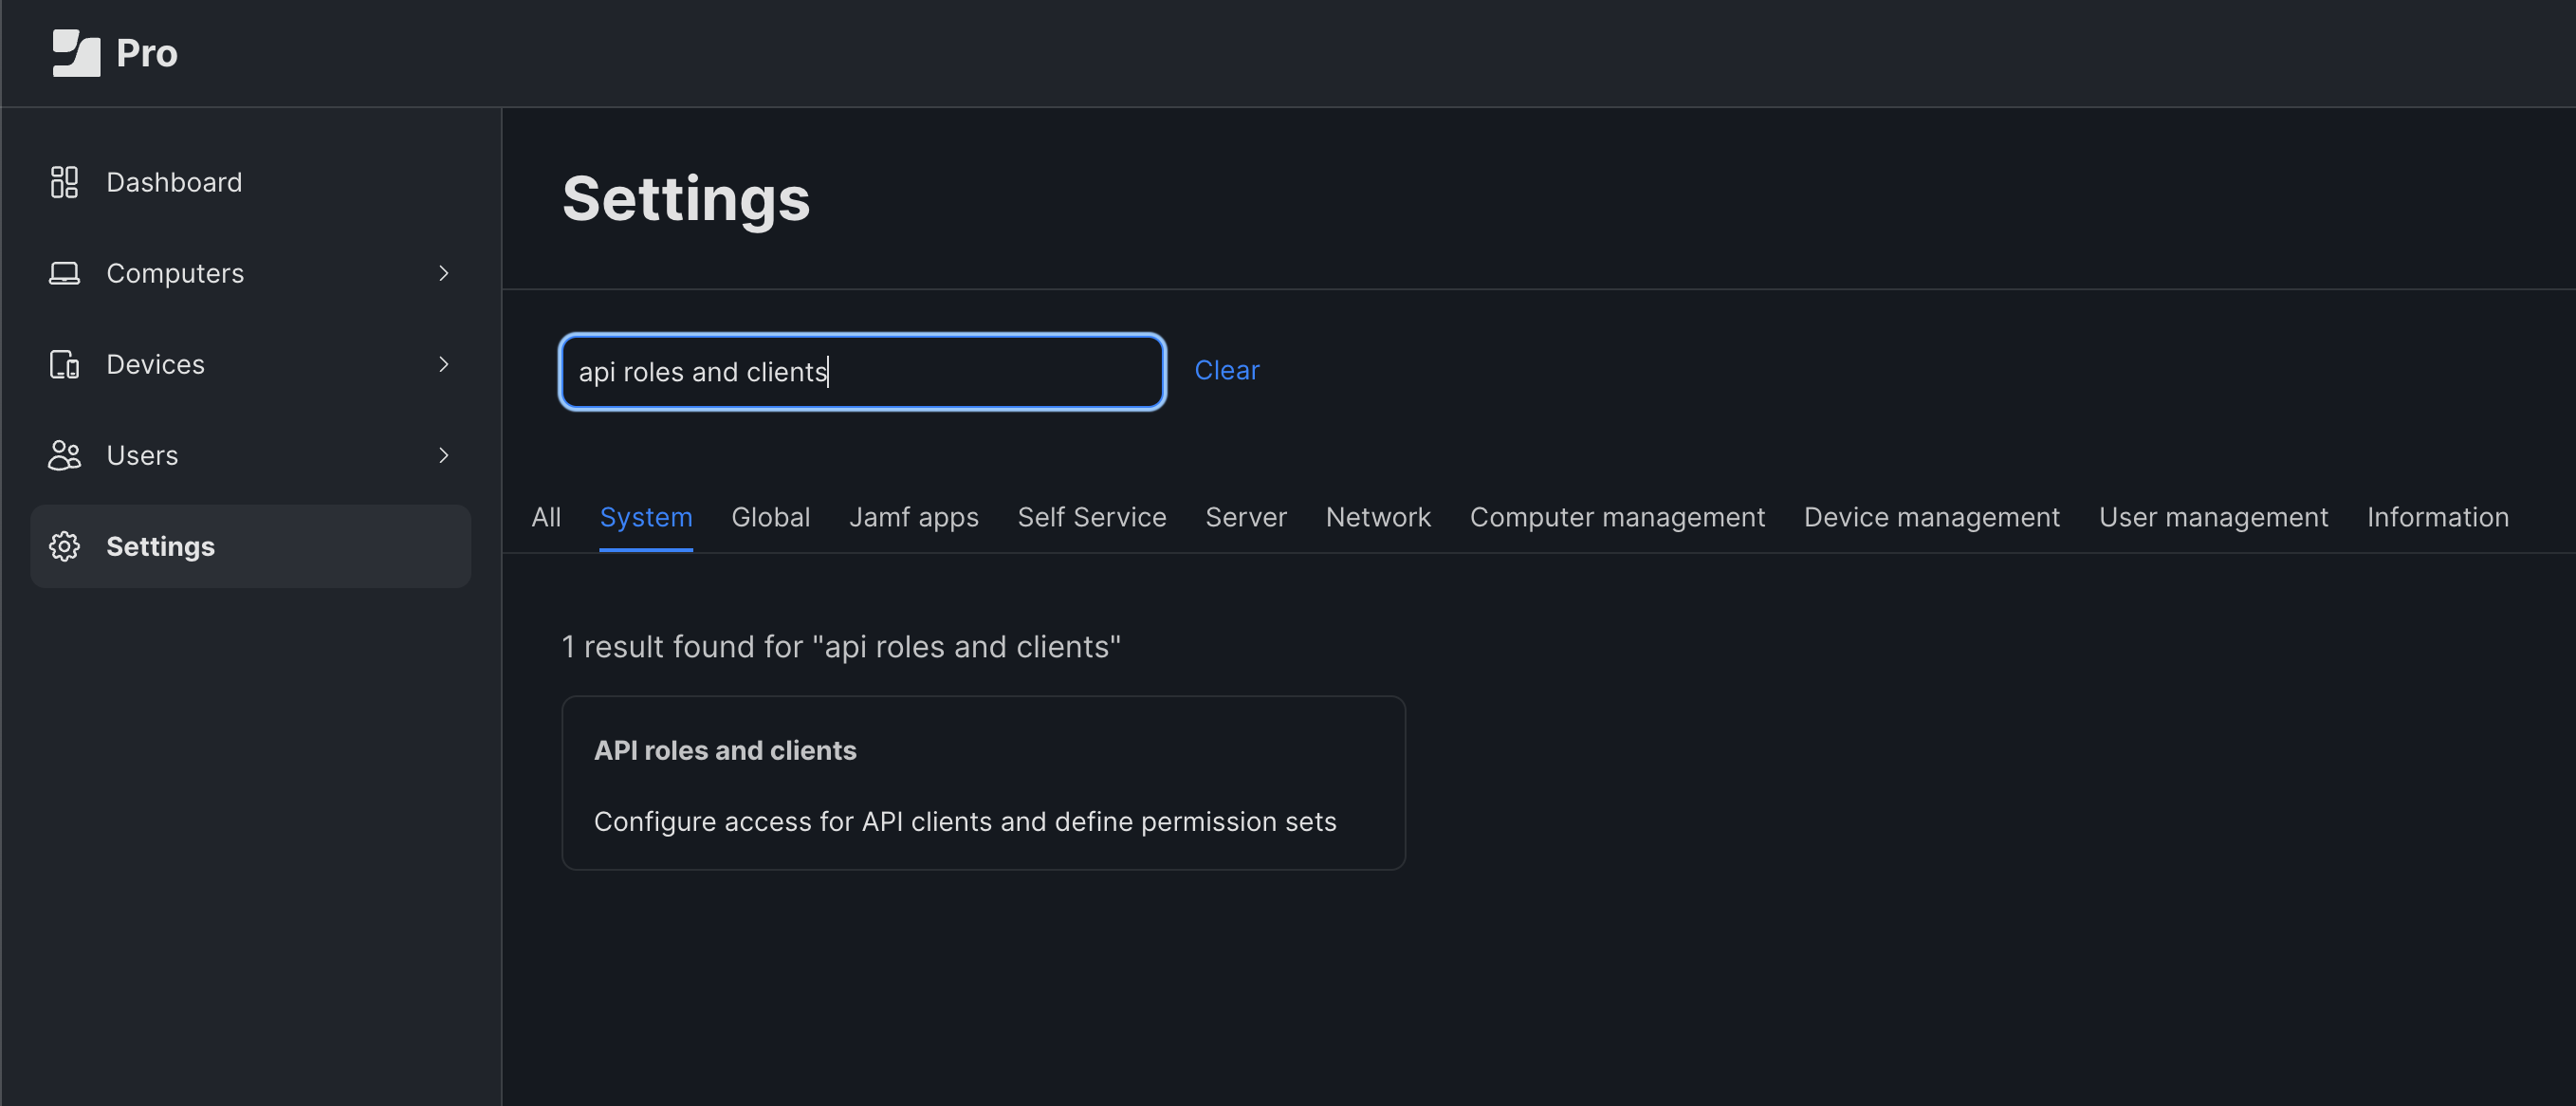 Pro
Dashboard
Computers
Devices
Users
Settings
Settings
api roles and clients
Clear
All System Global Jamf apps Self Service Server Network Computer management Device management User management Information
1 result found for "api roles and clients"
API roles and clients
Configure access for API clients and define permission sets